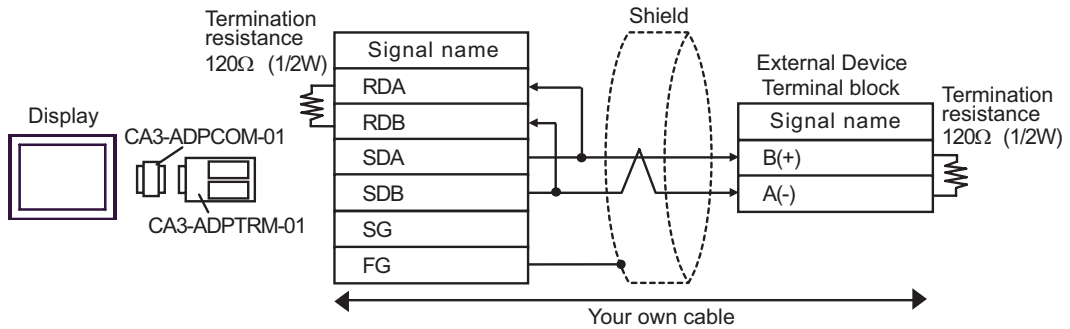 Display
CA3-ADPCOM-01
CA3-ADPTRM-01
Termination
resistance
120Ω (1/2W)
Signal name
RDA
RDB
SDA
SDB
SG
FG
Shield
External Device
Terminal block
Signal name
B(+)
A(-)
Termination
resistance
120Ω (1/2W)
Your own cable